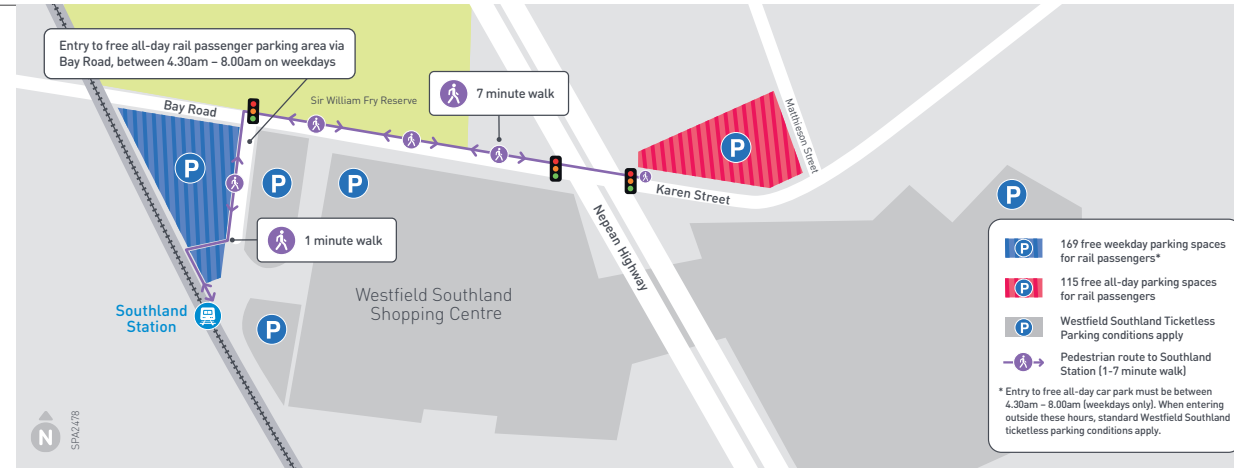 Entry to free all-day rail passenger parking area via
Bay Road, between 4.30am – 8.00am on weekdays
Bay Road
Sir William Fry Reserve
7 minute walk
Matthieson Street
P
P
P
P
Karen Street
P
1 minute walk
Nepean Highway
Westfield Southland
Shopping Centre
Southland
Station
P
P
169 free weekday parking spaces
for rail passengers*
P
115 free all-day parking spaces
for rail passengers
P
Westfield Southland Ticketless
Parking conditions apply
Pedestrian route to Southland
Station (1-7 minute walk)
* Entry to free all-day car park must be between
4.30am – 8.00am (weekdays only). When entering
outside these hours, standard Westfield Southland
ticketless parking conditions apply.
N
SPA2478